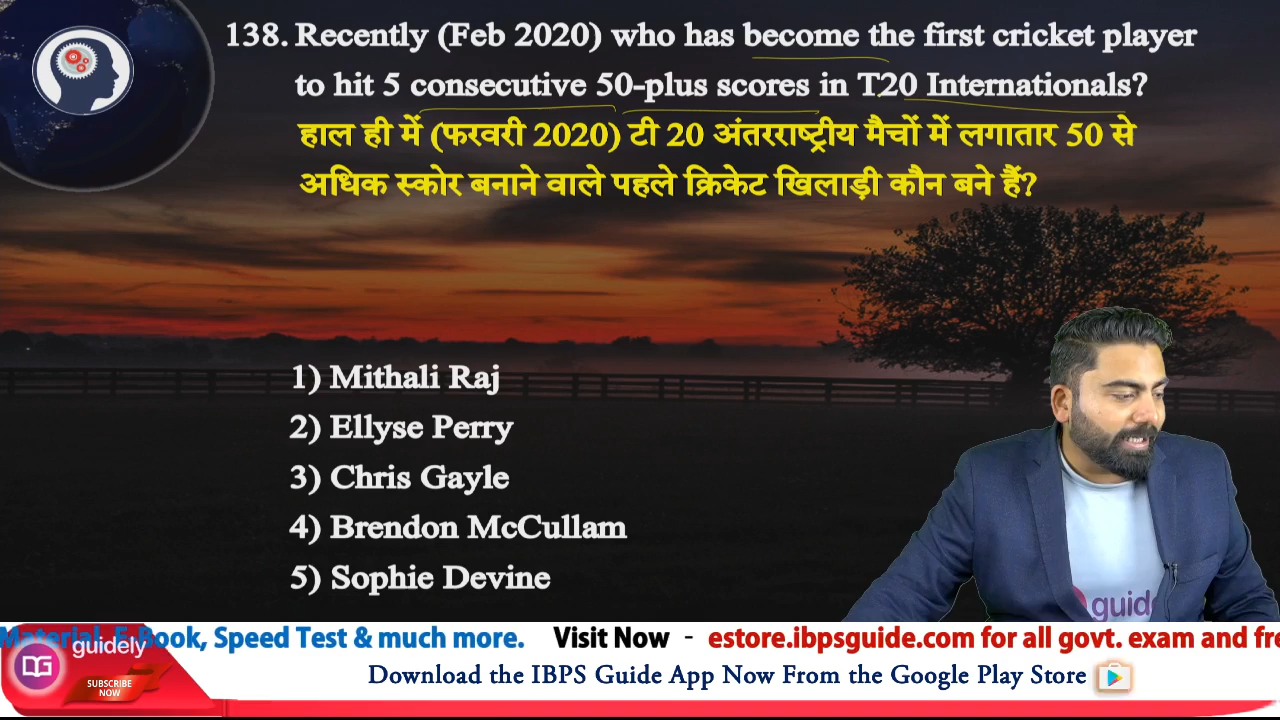 138. Recently (Feb 2020) who has become the first cricket player
to hit 5 consecutive 50-plus scores in T20 Internationals?
हाल ही में (फरवरी 2020) टी 20 अंतरराष्ट्रीय मैचों में लगातार 50 से
अधिक स्कोर बनाने वाले पहले क्रिकेट खिलाड़ी कौन बने हैं?
1) Mithali Raj
2) Ellyse Perry
3) Chris Gayle
4) Brendon McCullam
5) Sophie Devine
guide
Material, E-Book, Speed Test & much more. Visit Now - estore.ibpsguide.com for all govt. exam and fr
guidely
SUBSCRIBE
NOW
Download the IBPS Guide App Now From the Google Play Store